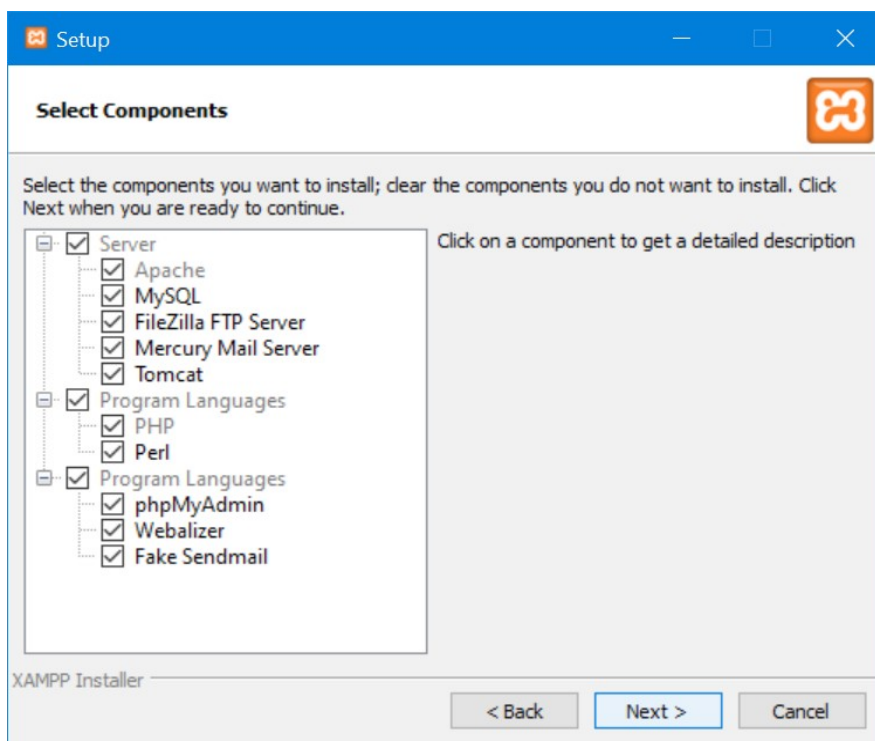 Setup
Select Components
Select the components you want to install; clear the components you do not want to install. Click
Next when you are ready to continue.
Server
Apache
MySQL
FileZilla FTP Server
Mercury Mail Server
Tomcat
Program Languages
PHP
Perl
Program Languages
phpMyAdmin
Webalizer
Fake Sendmail
Click on a component to get a detailed description
XAMPP Installer
< Back
Next >
Cancel